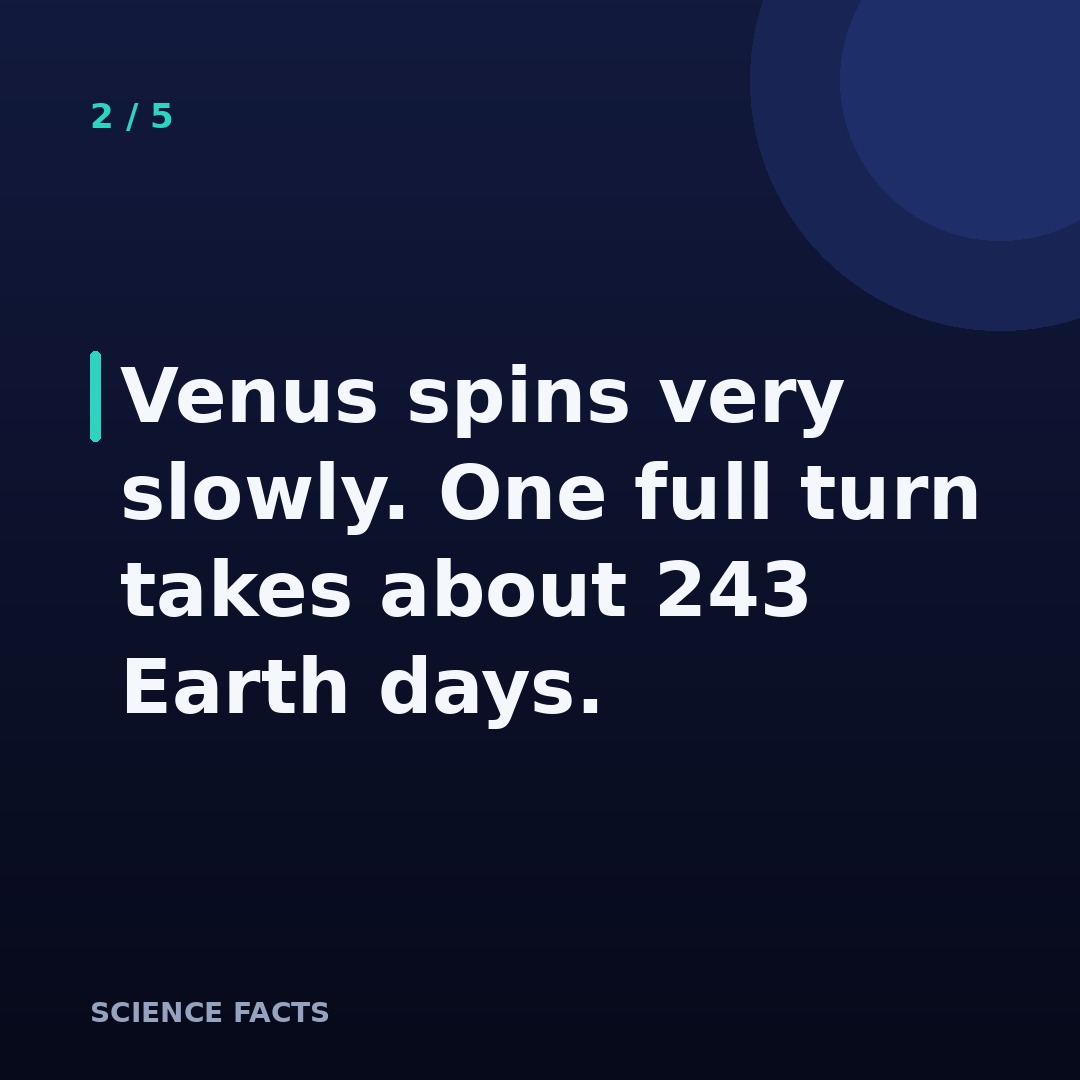 2 / 5
Venus spins very
slowly. One full turn
takes about 243
Earth days.
SCIENCE FACTS